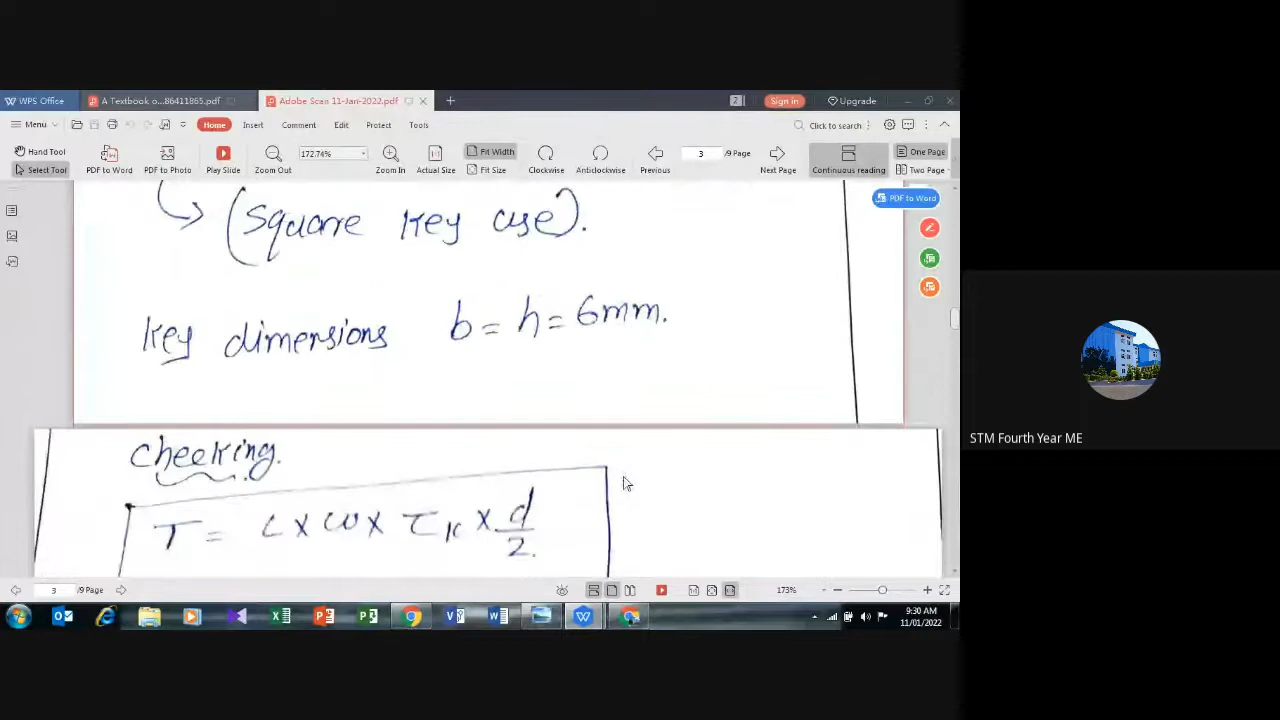 WPS Office
A Textbook o...86411865.pdf
Adobe Scan 11-Jan-2022.pdf
2
Sign in
Upgrade
Menu
Home
Insert
Comment
Edit
Protect
Tools
Click to search
Hand Tool
Select Tool
PDF to Word
PDF to Photo
Play Slide
Zoom Out
172.74%
Zoom In
Actual Size
Fit Width
Fit Size
Clockwise
Anticlockwise
Previous
3
/9 Page
Next Page
Continuous reading
One Page
Two Page
PDF to Word
(Square key use).
key dimensions b = h = 6mm.
checking.
T = L × w × τk × d/2.
3 /9 Page
173%
9:30 AM
11/01/2022
STM Fourth Year ME